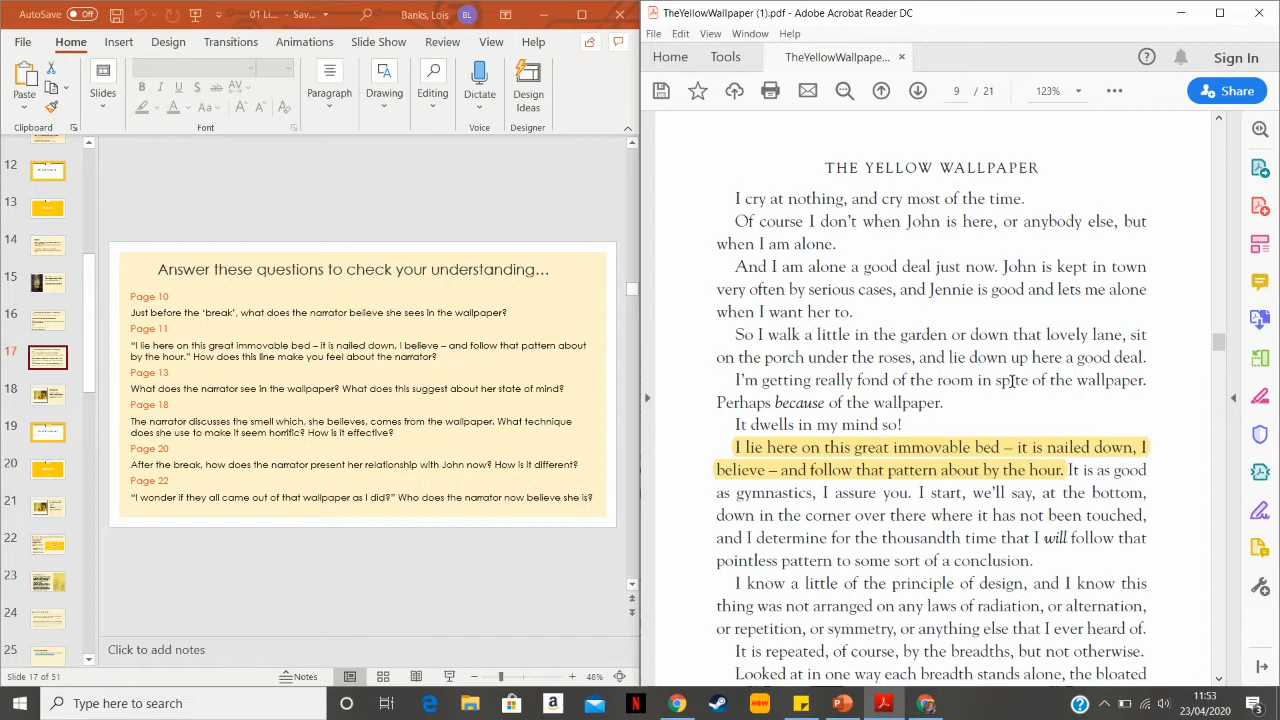 AutoSave Off
01 Li... - Sav...
Banks, Lois
BL
File
Home
Insert
Design
Transitions
Animations
Slide Show
Review
View
Help
Paste
Slides
Paragraph
Drawing
Editing
Dictate
Design
Ideas
Clipboard
Font
Voice
Designer
12
13
14
15
16
17
18
19
20
21
22
23
24
25
Answer these questions to check your understanding…
Page 10
Just before the 'break', what does the narrator believe she sees in the wallpaper?
Page 11
"I lie here on this great immovable bed – it is nailed down, I believe – and follow that pattern about
by the hour." How does this line make you feel about the narrator?
Page 13
What does the narrator see in the wallpaper? What does this suggest about her state of mind?
Page 18
The narrator discusses the smell which, she believes, comes from the wallpaper. What technique
does she use to make it seem horrific? How is it effective?
Page 20
After the break, how does the narrator present her relationship with John now? How is it different?
Page 22
"I wonder if they all came out of that wallpaper as I did?" Who does the narrator now believe she is?
Click to add notes
Slide 17 of 51
Notes
48%
TheYellowWallpaper (1).pdf - Adobe Acrobat Reader DC
File Edit View Window Help
Home
Tools
TheYellowWallpape...
Sign In
9 / 21
123%
Share
THE YELLOW WALLPAPER
I cry at nothing, and cry most of the time.
Of course I don't when John is here, or anybody else, but
when I am alone.
And I am alone a good deal just now. John is kept in town
very often by serious cases, and Jennie is good and lets me alone
when I want her to.
So I walk a little in the garden or down that lovely lane, sit
on the porch under the roses, and lie down up here a good deal.
I'm getting really fond of the room in spite of the wallpaper.
Perhaps because of the wallpaper.
It dwells in my mind so!
I lie here on this great immovable bed – it is nailed down, I
believe – and follow that pattern about by the hour. It is as good
as gymnastics, I assure you. I start, we'll say, at the bottom,
down in the corner over there where it has not been touched,
and I determine for the thousandth time that I will follow that
pointless pattern to some sort of a conclusion.
I know a little of the principle of design, and I know this
thing was not arranged on any laws of radiation, or alternation,
or repetition, or symmetry, or anything else that I ever heard of.
It is repeated, of course, by the breadths, but not otherwise.
Looked at in one way each breadth stands alone, the bloated
Type here to search
11:53
23/04/2020